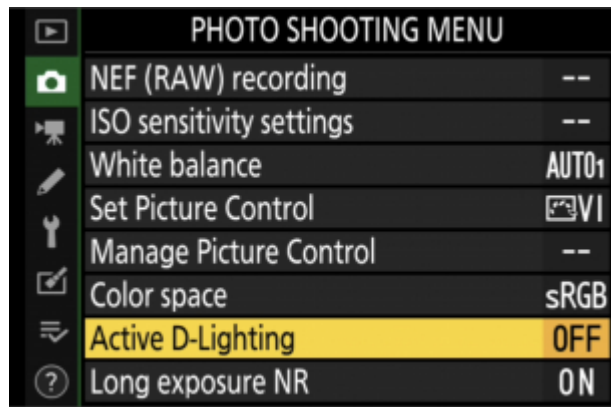 PHOTO SHOOTING MENU
NEF (RAW) recording --
ISO sensitivity settings --
White balance AUTO1
Set Picture Control VI
Manage Picture Control --
Color space sRGB
Active D-Lighting OFF
Long exposure NR ON
?